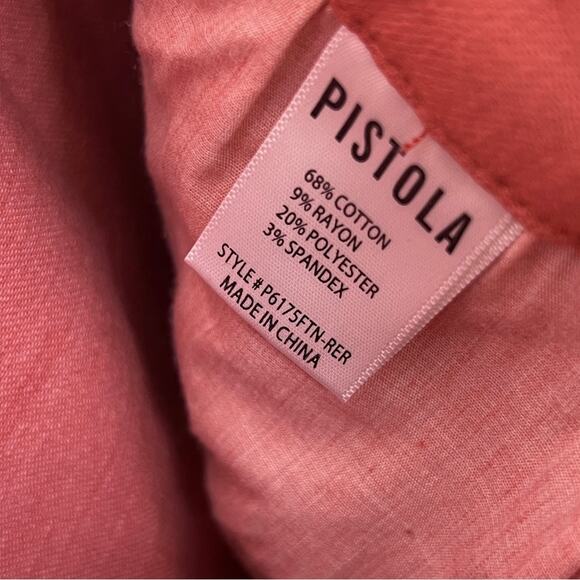 PISTOLA
68% COTTON
9% RAYON
20% POLYESTER
3% SPANDEX
STYLE # P6175FTN-RER
MADE IN CHINA